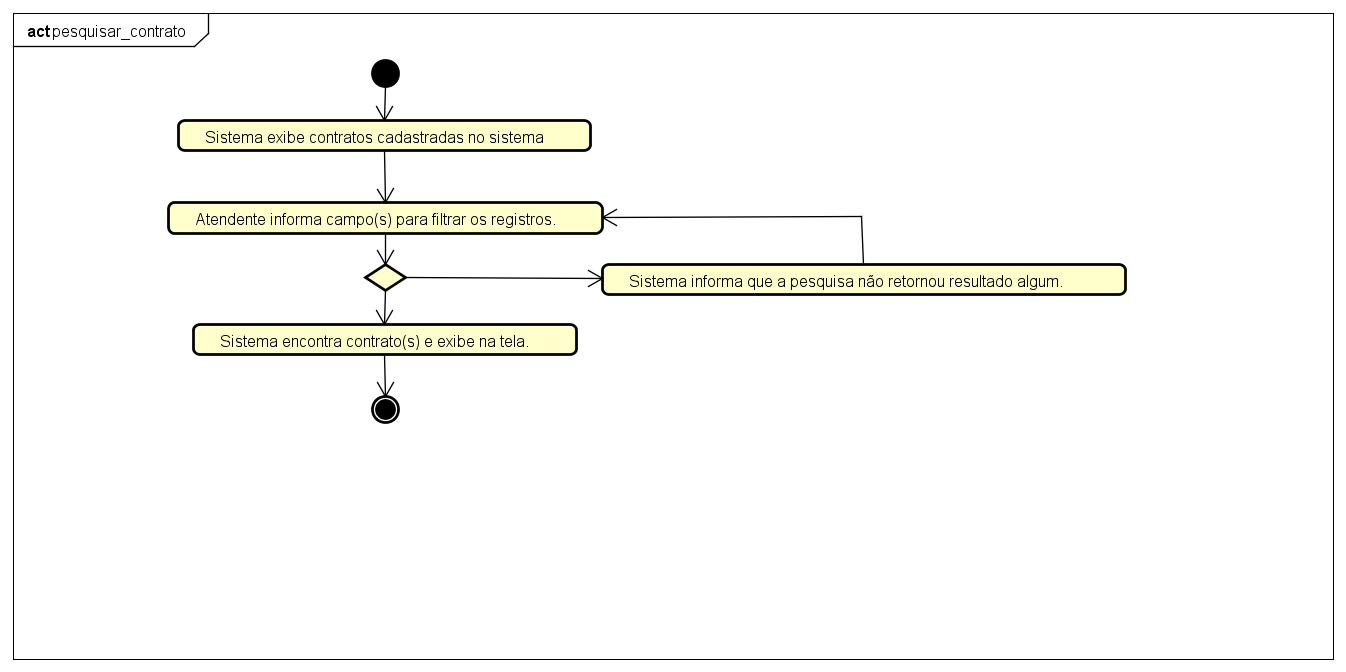 act pesquisar_contrato
Sistema exibe contratos cadastradas no sistema
Atendente informa campo(s) para filtrar os registros.
Sistema informa que a pesquisa não retornou resultado algum.
Sistema encontra contrato(s) e exibe na tela.